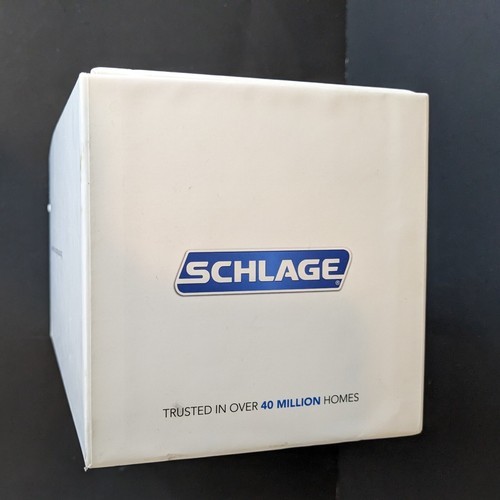 SCHLAGE
TRUSTED IN OVER 40 MILLION HOMES